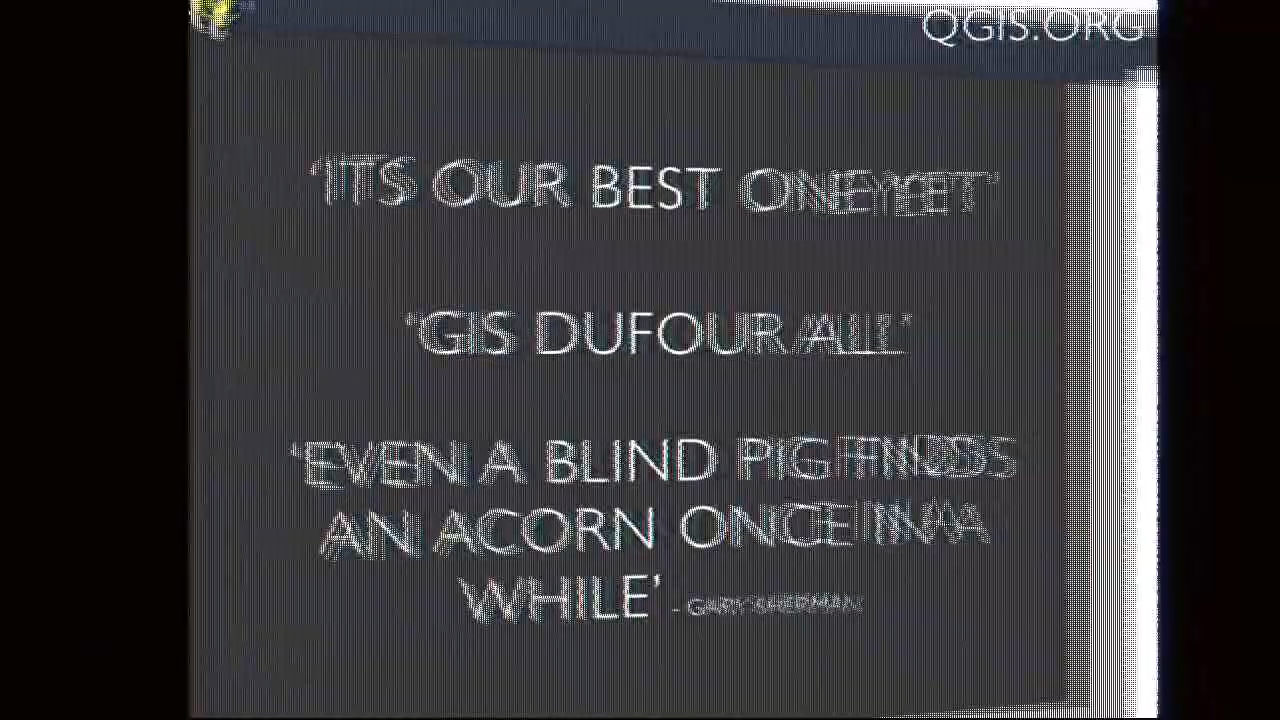 QGIS.ORG
'ITS OUR BEST ONE YET'
'GIS DUFOUR ALL'
'EVEN A BLIND PIG FINDS
AN ACORN ONCE IN A
WHILE' - GARY SHERMAN